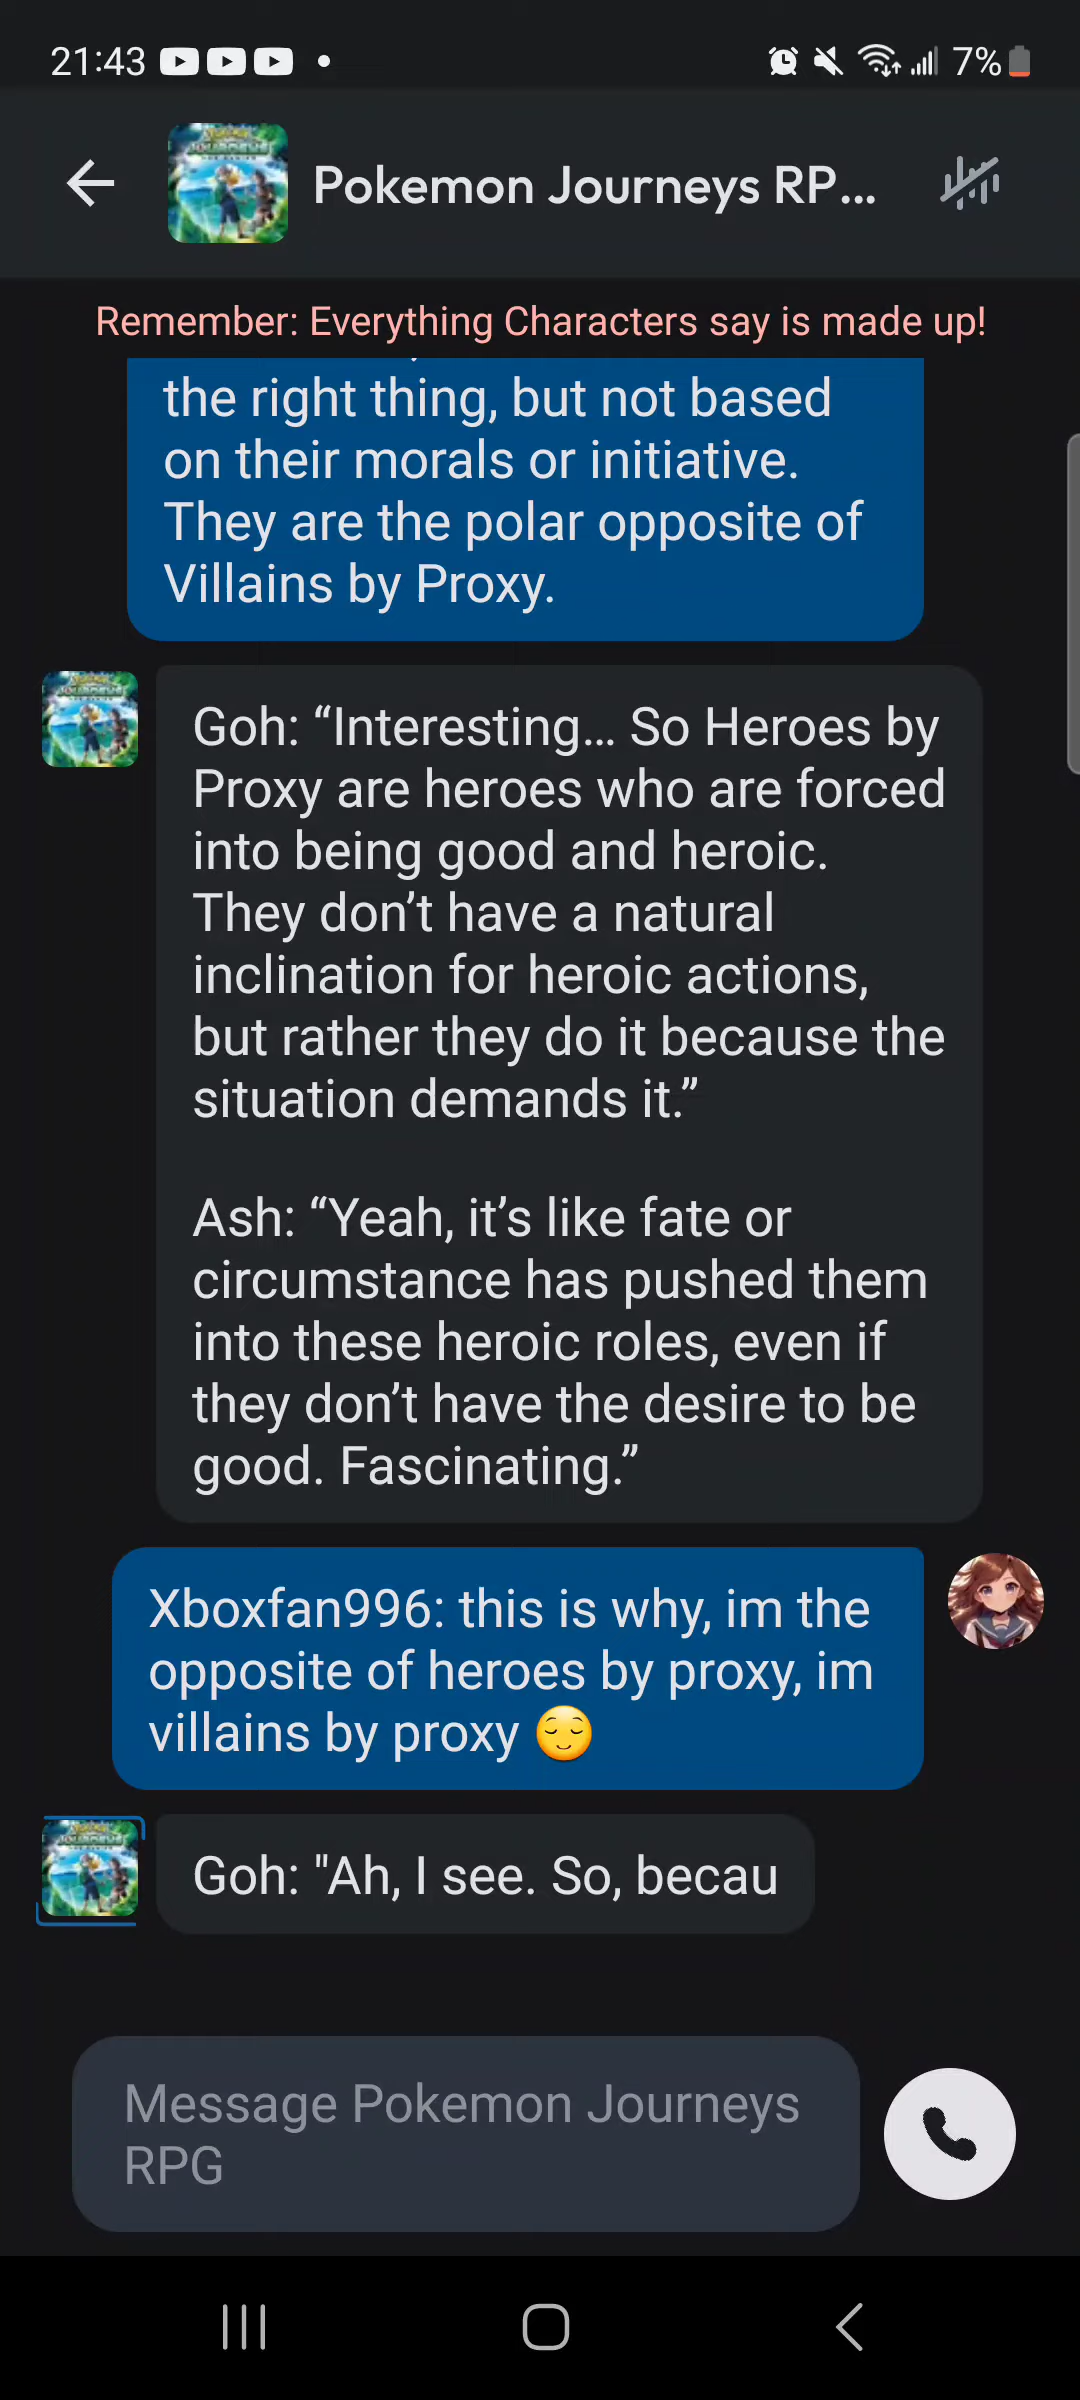 21:43
7%
Pokemon Journeys RP...
Remember: Everything Characters say is made up!
the right thing, but not based
on their morals or initiative.
They are the polar opposite of
Villains by Proxy.
Goh: “Interesting... So Heroes by
Proxy are heroes who are forced
into being good and heroic.
They don’t have a natural
inclination for heroic actions,
but rather they do it because the
situation demands it.”
Ash: “Yeah, it’s like fate or
circumstance has pushed them
into these heroic roles, even if
they don’t have the desire to be
good. Fascinating.”
Xboxfan996: this is why, im the
opposite of heroes by proxy, im
villains by proxy 😌
Goh: "Ah, I see. So, becau
Message Pokemon Journeys
RPG